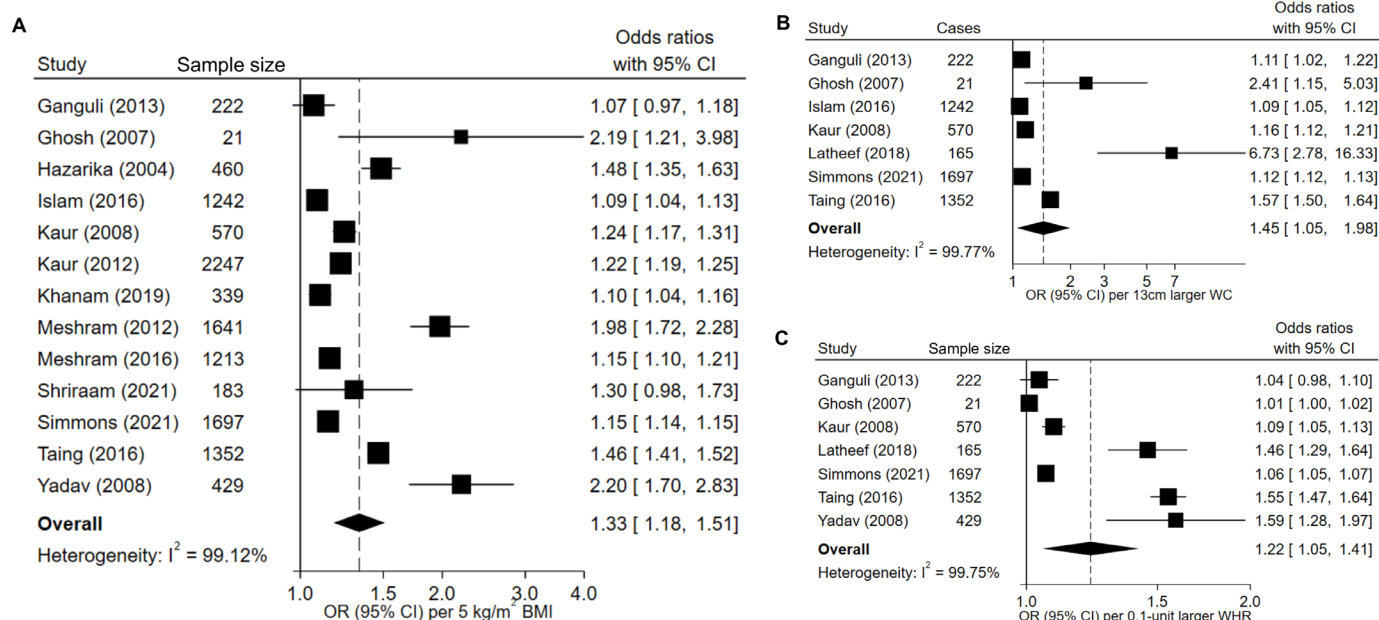 A
Odds ratios
Study Sample size with 95% CI
Ganguli (2013) 222 1.07 [ 0.97, 1.18]
Ghosh (2007) 21 2.19 [ 1.21, 3.98]
Hazarika (2004) 460 1.48 [ 1.35, 1.63]
Islam (2016) 1242 1.09 [ 1.04, 1.13]
Kaur (2008) 570 1.24 [ 1.17, 1.31]
Kaur (2012) 2247 1.22 [ 1.19, 1.25]
Khanam (2019) 339 1.10 [ 1.04, 1.16]
Meshram (2012) 1641 1.98 [ 1.72, 2.28]
Meshram (2016) 1213 1.15 [ 1.10, 1.21]
Shriraam (2021) 183 1.30 [ 0.98, 1.73]
Simmons (2021) 1697 1.15 [ 1.14, 1.15]
Taing (2016) 1352 1.46 [ 1.41, 1.52]
Yadav (2008) 429 2.20 [ 1.70, 2.83]
Overall 1.33 [ 1.18, 1.51]
Heterogeneity: I² = 99.12%
1.0 1.5 2.0 3.0 4.0
OR (95% CI) per 5 kg/m² BMI
B
Odds ratios
Study Cases with 95% CI
Ganguli (2013) 222 1.11 [ 1.02, 1.22]
Ghosh (2007) 21 2.41 [ 1.15, 5.03]
Islam (2016) 1242 1.09 [ 1.05, 1.12]
Kaur (2008) 570 1.16 [ 1.12, 1.21]
Latheef (2018) 165 6.73 [ 2.78, 16.33]
Simmons (2021) 1697 1.12 [ 1.12, 1.13]
Taing (2016) 1352 1.57 [ 1.50, 1.64]
Overall 1.45 [ 1.05, 1.98]
Heterogeneity: I² = 99.77%
1 2 3 5 7
OR (95% CI) per 13cm larger WC
C
Odds ratios
Study Sample size with 95% CI
Ganguli (2013) 222 1.04 [ 0.98, 1.10]
Ghosh (2007) 21 1.01 [ 1.00, 1.02]
Kaur (2008) 570 1.09 [ 1.05, 1.13]
Latheef (2018) 165 1.46 [ 1.29, 1.64]
Simmons (2021) 1697 1.06 [ 1.05, 1.07]
Taing (2016) 1352 1.55 [ 1.47, 1.64]
Yadav (2008) 429 1.59 [ 1.28, 1.97]
Overall 1.22 [ 1.05, 1.41]
Heterogeneity: I² = 99.75%
1.0 1.5 2.0
OR (95% CI) per 0.1-unit larger WHR